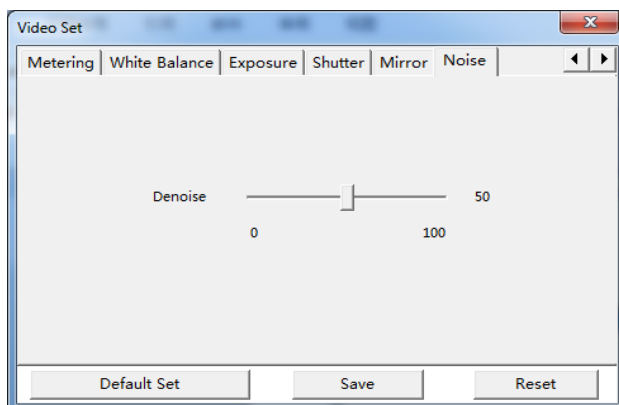 Video Set
Metering White Balance Exposure Shutter Mirror Noise
Denoise 50
0 100
Default Set Save Reset